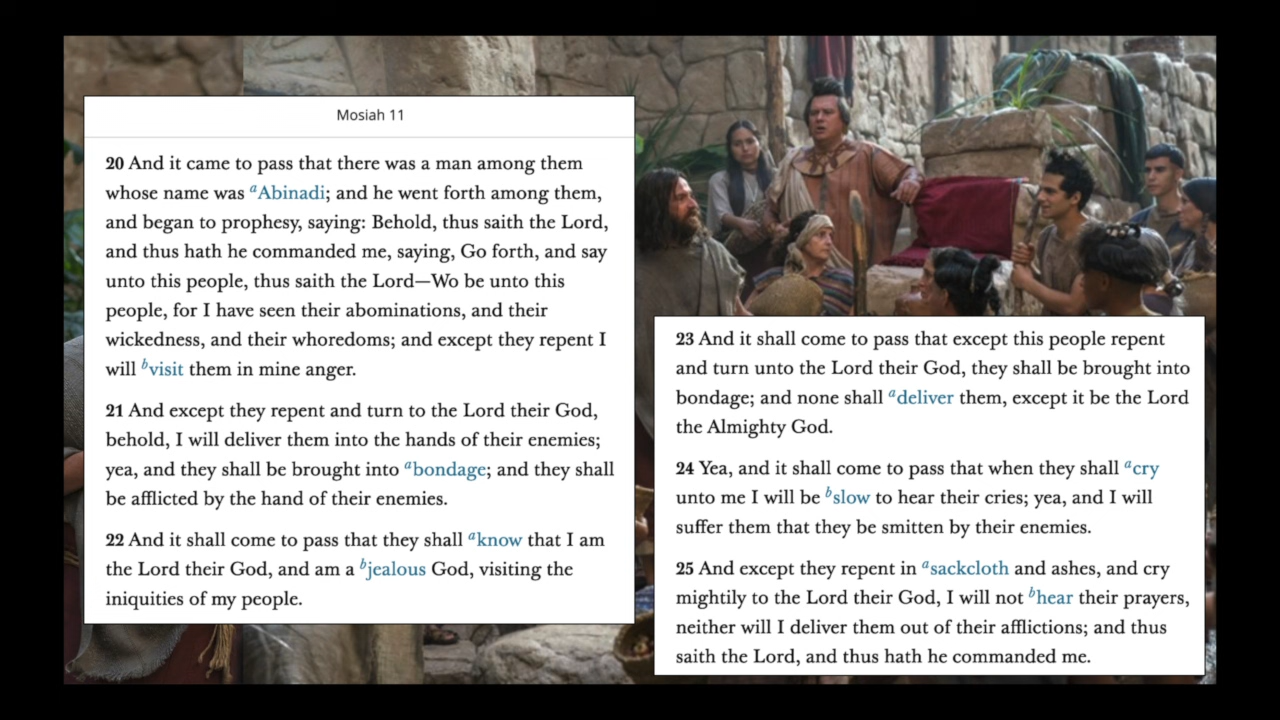 Mosiah 11
20 And it came to pass that there was a man among them
whose name was aAbinadi; and he went forth among them,
and began to prophesy, saying: Behold, thus saith the Lord,
and thus hath he commanded me, saying, Go forth, and say
unto this people, thus saith the Lord—Wo be unto this
people, for I have seen their abominations, and their
wickedness, and their whoredoms; and except they repent I
will bvisit them in mine anger.
21 And except they repent and turn to the Lord their God,
behold, I will deliver them into the hands of their enemies;
yea, and they shall be brought into abondage; and they shall
be afflicted by the hand of their enemies.
22 And it shall come to pass that they shall aknow that I am
the Lord their God, and am a bjealous God, visiting the
iniquities of my people.
23 And it shall come to pass that except this people repent
and turn unto the Lord their God, they shall be brought into
bondage; and none shall adeliver them, except it be the Lord
the Almighty God.
24 Yea, and it shall come to pass that when they shall acry
unto me I will be bslow to hear their cries; yea, and I will
suffer them that they be smitten by their enemies.
25 And except they repent in asackcloth and ashes, and cry
mightily to the Lord their God, I will not bhear their prayers,
neither will I deliver them out of their afflictions; and thus
saith the Lord, and thus hath he commanded me.